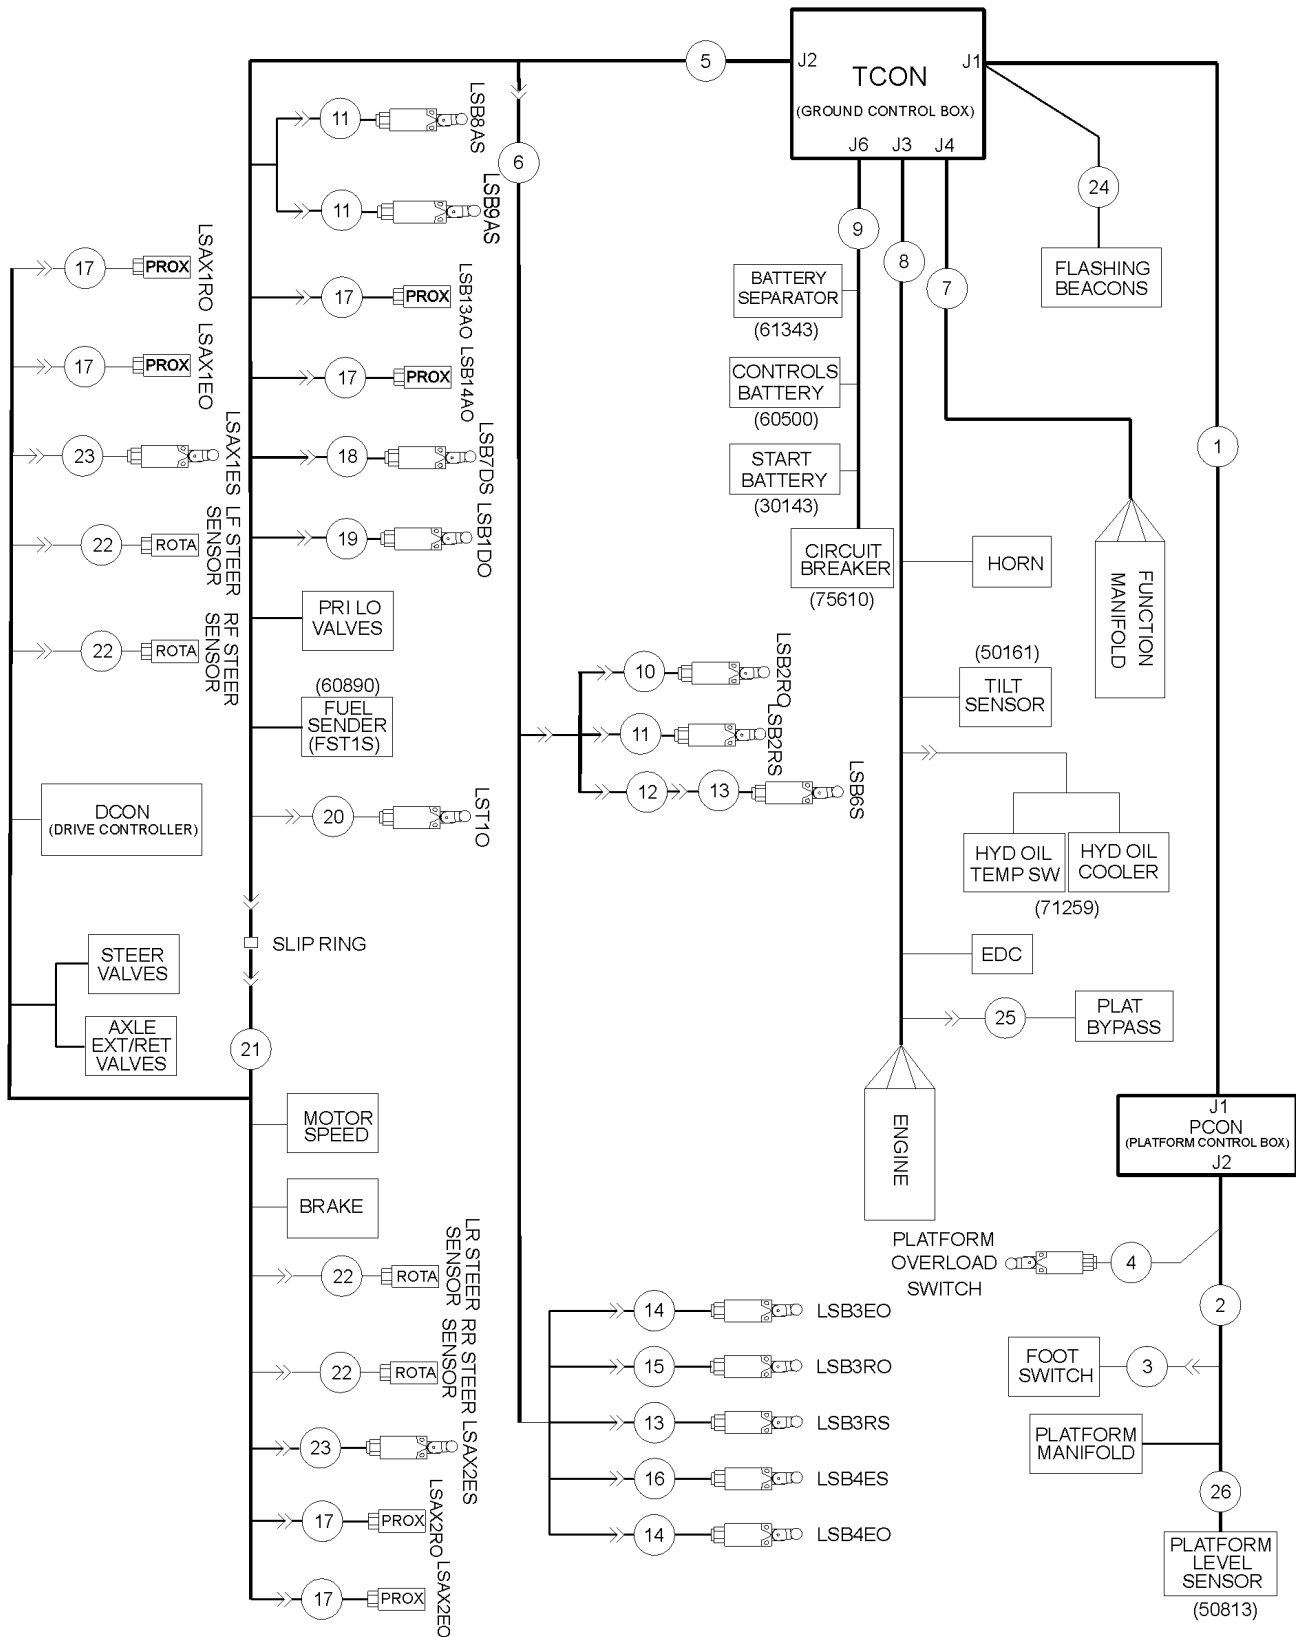 J2
TCON
J1
(GROUND CONTROL BOX)
J6
J3
J4
5
11
LSB8AS
6
11
LSB9AS
24
FLASHING
BEACONS
9
8
7
BATTERY
SEPARATOR
(61343)
CONTROLS
BATTERY
(60500)
START
BATTERY
(30143)
CIRCUIT
BREAKER
(75610)
17
PROX
LSAX1RO
17
PROX
LSAX1EO
23
LSAX1ES
22
ROTA
LF STEER
SENSOR
22
ROTA
RF STEER
SENSOR
17
PROX
LSB13AO
17
PROX
LSB14AO
18
LSB7DS
19
LSB1DO
PRI LO
VALVES
(60890)
FUEL
SENDER
(FST1S)
20
LST1O
DCON
(DRIVE CONTROLLER)
SLIP RING
STEER
VALVES
AXLE
EXT/RET
VALVES
21
MOTOR
SPEED
BRAKE
22
ROTA
LR STEER
SENSOR
22
ROTA
RR STEER
SENSOR
23
LSAX2ES
17
PROX
LSAX2RO
17
PROX
LSAX2EO
10
LSB2RO
11
LSB2RS
12
13
LSB6S
14
LSB3EO
15
LSB3RO
13
LSB3RS
16
LSB4ES
14
LSB4EO
HORN
(50161)
TILT
SENSOR
HYD OIL
TEMP SW
HYD OIL
COOLER
(71259)
EDC
25
PLAT
BYPASS
ENGINE
FUNCTION
MANIFOLD
1
J1
PCON
(PLATFORM CONTROL BOX)
J2
PLATFORM
OVERLOAD
SWITCH
4
2
FOOT
SWITCH
3
PLATFORM
MANIFOLD
26
PLATFORM
LEVEL
SENSOR
(50813)